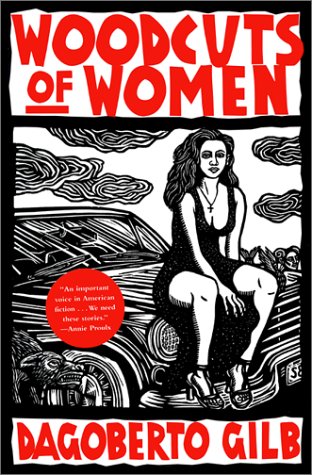 WOODCUTS
OF WOMEN
"An important
voice in American
fiction . . . We need
these stories."
—Annie Proulx
DAGOBERTO GILB